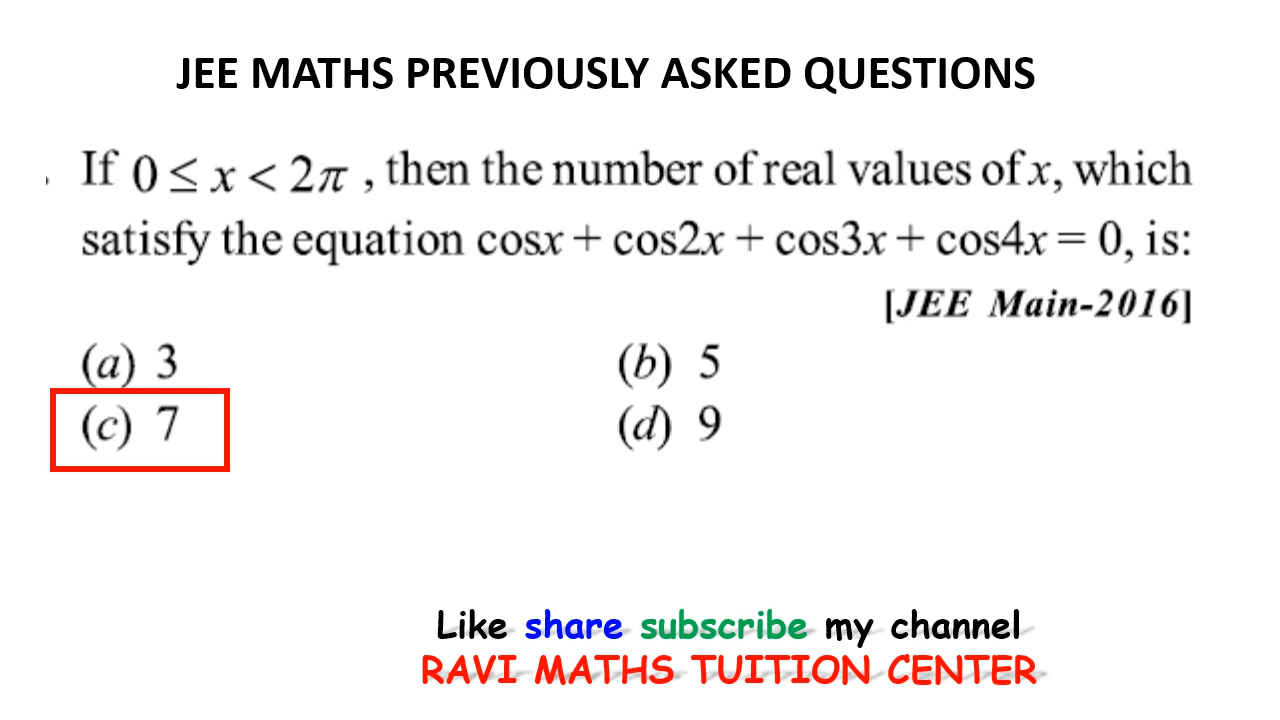 JEE MATHS PREVIOUSLY ASKED QUESTIONS
If 0 ≤ x < 2π , then the number of real values of x, which
satisfy the equation cosx + cos2x + cos3x + cos4x = 0, is:
[JEE Main-2016]
(a) 3 (b) 5
(c) 7 (d) 9
Like share subscribe my channel
RAVI MATHS TUITION CENTER